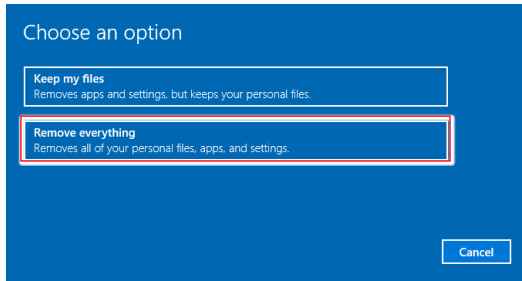 Choose an option
Keep my files
Removes apps and settings, but keeps your personal files.
Remove everything
Removes all of your personal files, apps, and settings.
Cancel